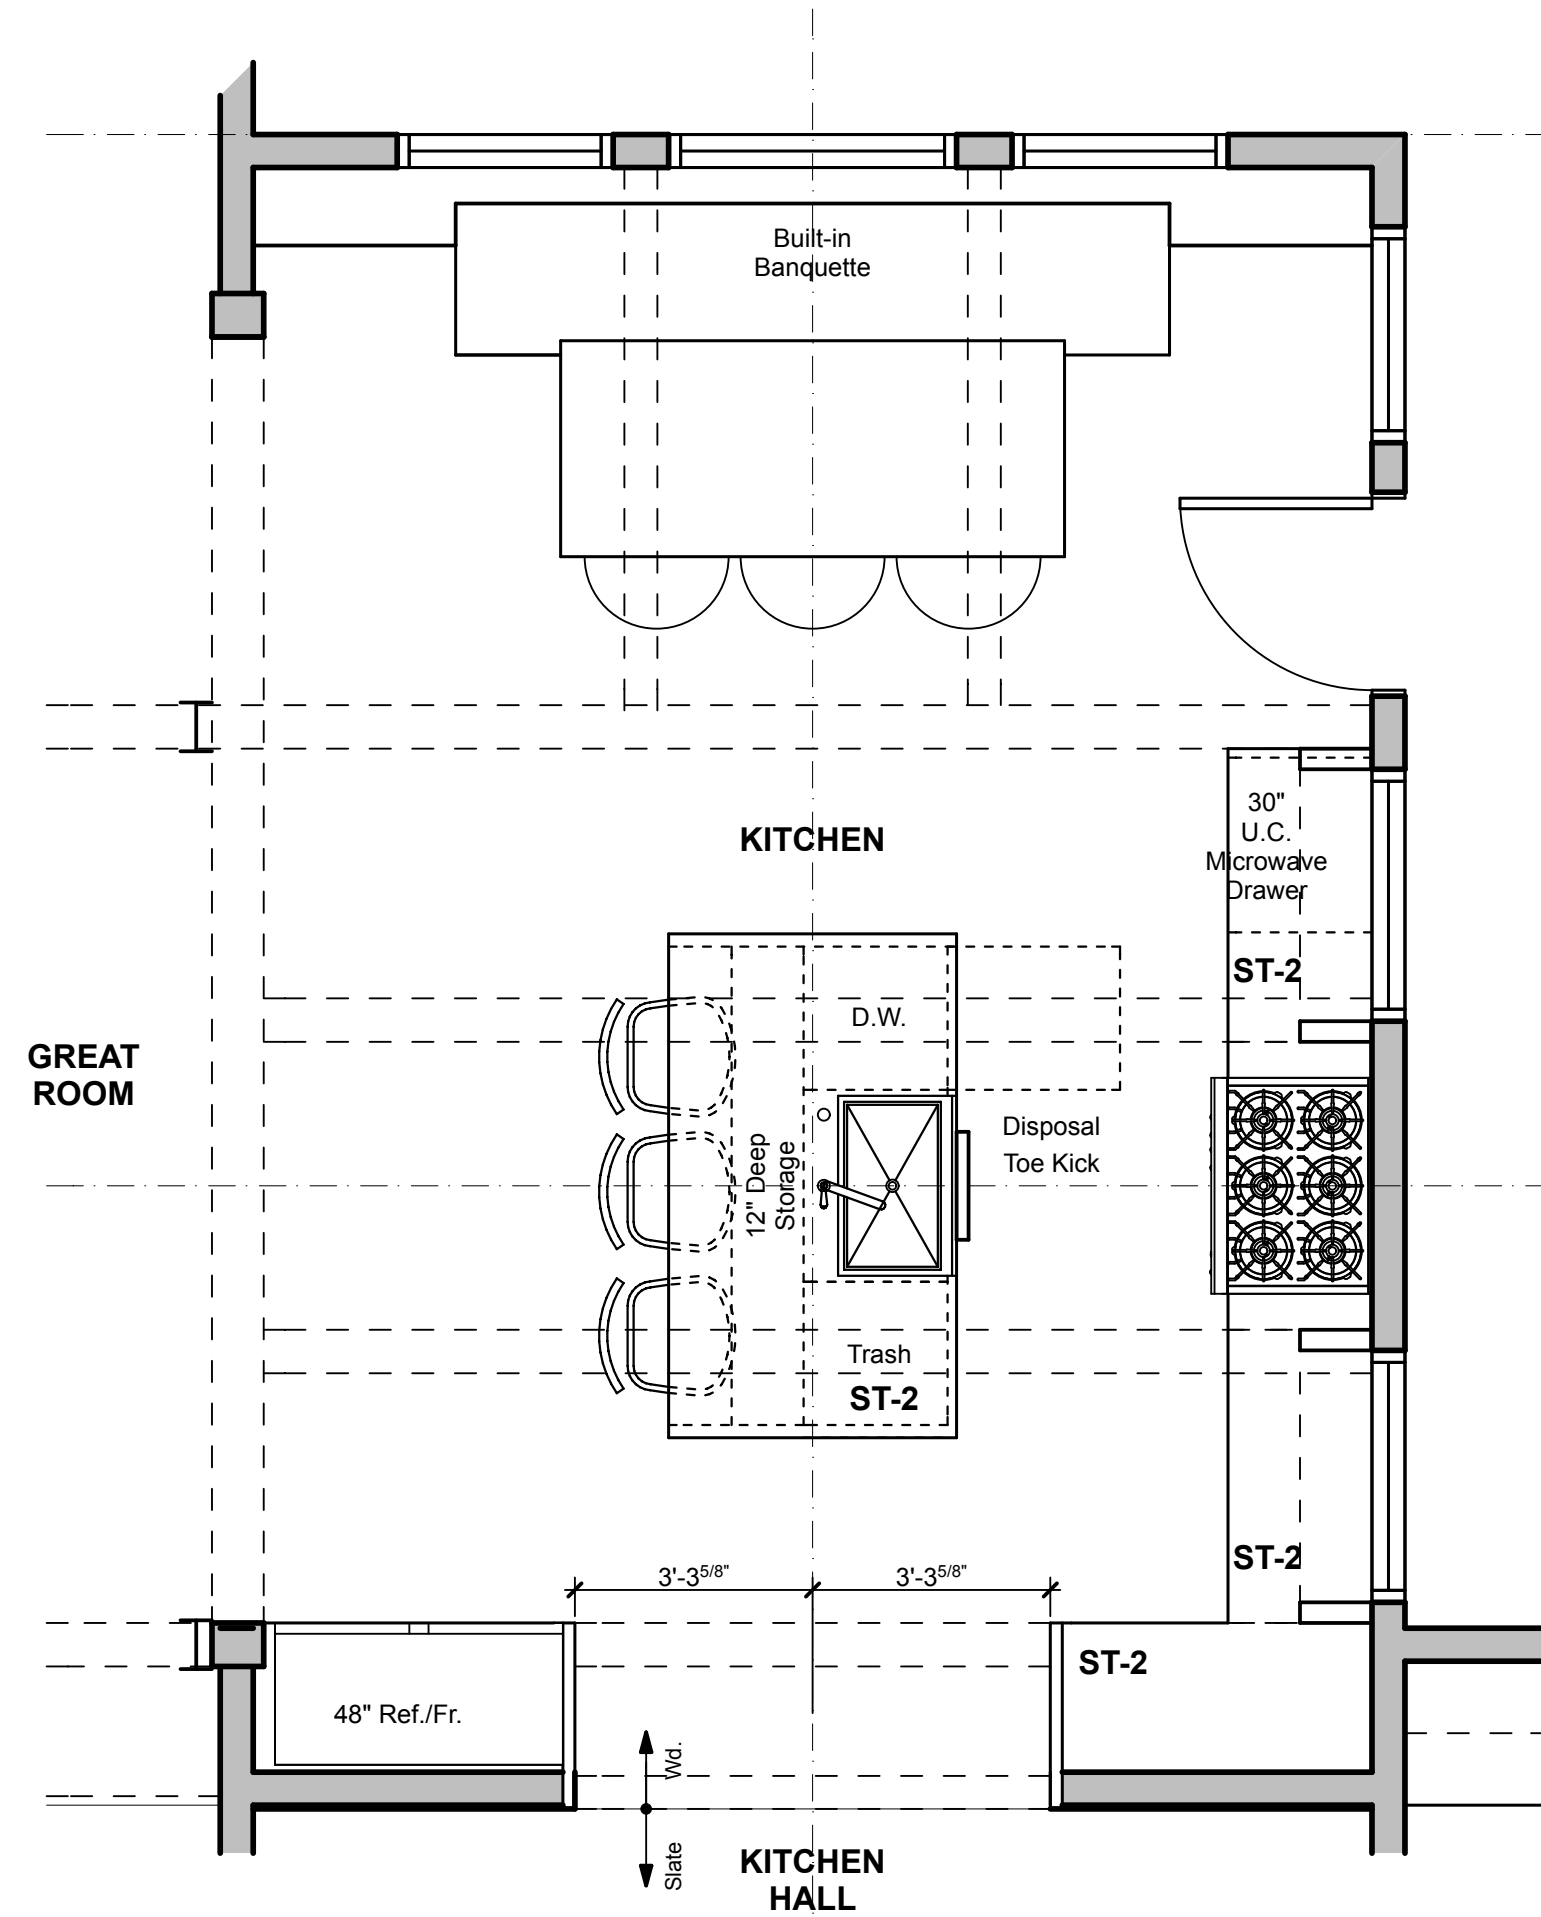 Built-in
Banquette
30"
U.C.
Microwave
Drawer
KITCHEN
ST-2
D.W.
GREAT
ROOM
Disposal
Toe Kick
12" Deep
Storage
Trash
ST-2
ST-2
3'-3 5/8"
3'-3 5/8"
ST-2
48" Ref./Fr.
Wd.
Slate
KITCHEN
HALL